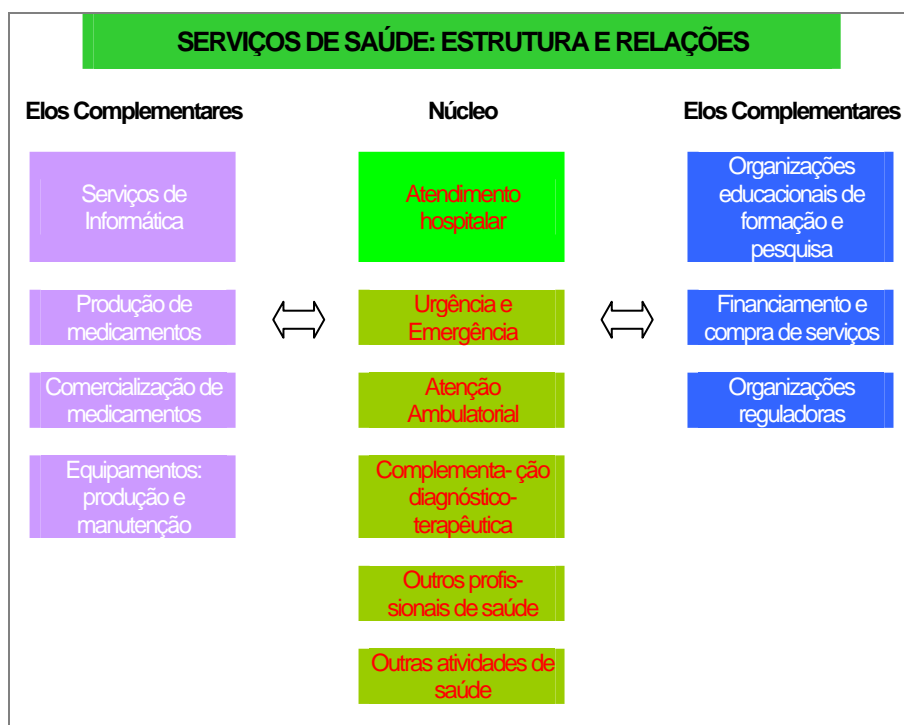 SERVIÇOS DE SAÚDE: ESTRUTURA E RELAÇÕES
Elos Complementares
Núcleo
Elos Complementares
Serviços de
Informática
Produção de
medicamentos
Comercialização de
medicamentos
Equipamentos:
produção e
manutenção
Atendimento
hospitalar
Urgência e
Emergência
Atenção
Ambulatorial
Complementa- ção
diagnóstico-
terapêutica
Outros profis-
sionais de saúde
Outras atividades de
saúde
Organizações
educacionais de
formação e
pesquisa
Financiamento e
compra de serviços
Organizações
reguladoras